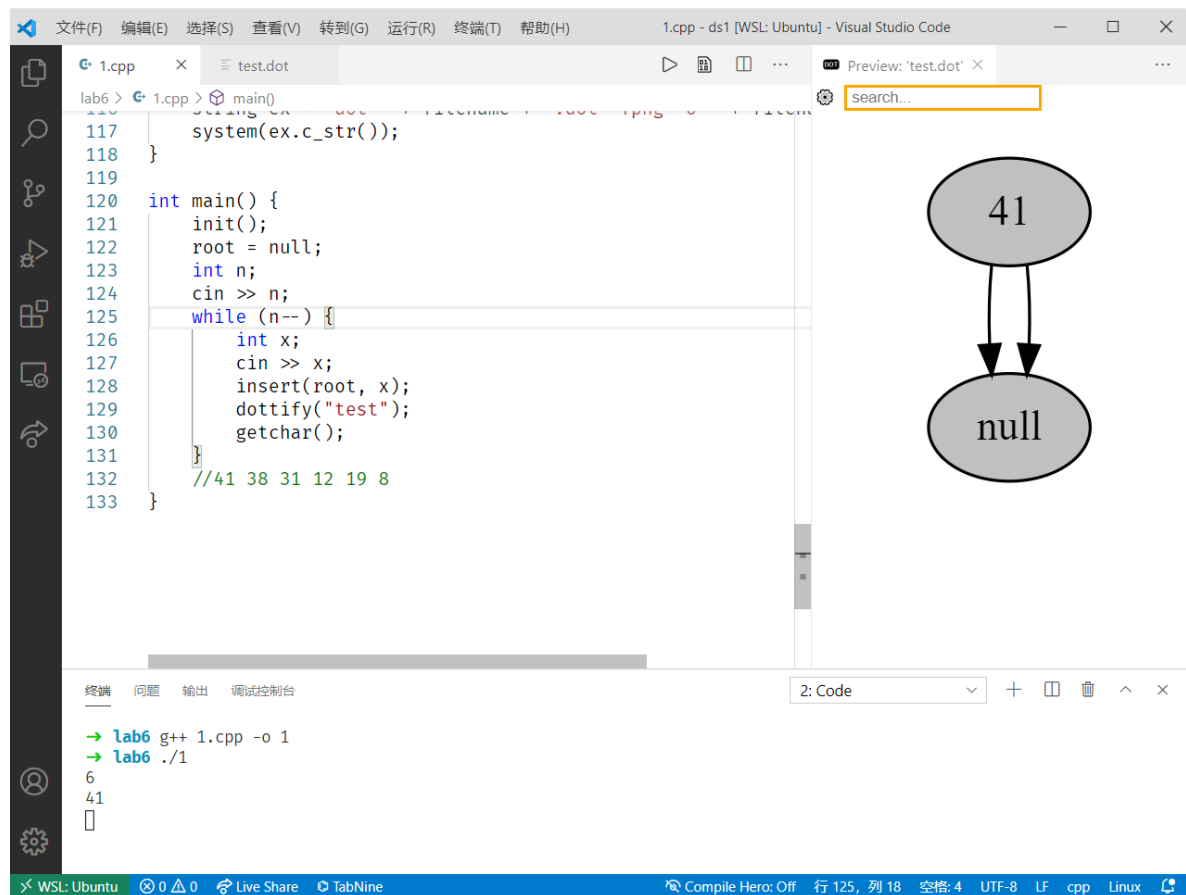 文件(F) 编辑(E) 选择(S) 查看(V) 转到(G) 运行(R) 终端(T) 帮助(H) 1.cpp - ds1 [WSL: Ubuntu] - Visual Studio Code
1.cpp test.dot DOT Preview: 'test.dot'
lab6 > 1.cpp > main() search...
117 system(ex.c_str());
118 }
119
120 int main() {
121 init();
122 root = null;
123 int n;
124 cin >> n;
125 while (n--) {
126 int x;
127 cin >> x;
128 insert(root, x);
129 dottify("test");
130 getchar();
131 }
132 //41 38 31 12 19 8
133 }
41
null
终端 问题 输出 调试控制台 2: Code
→ lab6 g++ 1.cpp -o 1
→ lab6 ./1
6
41
WSL: Ubuntu 0 0 Live Share TabNine Compile Hero: Off 行 125, 列 18 空格: 4 UTF-8 LF cpp Linux